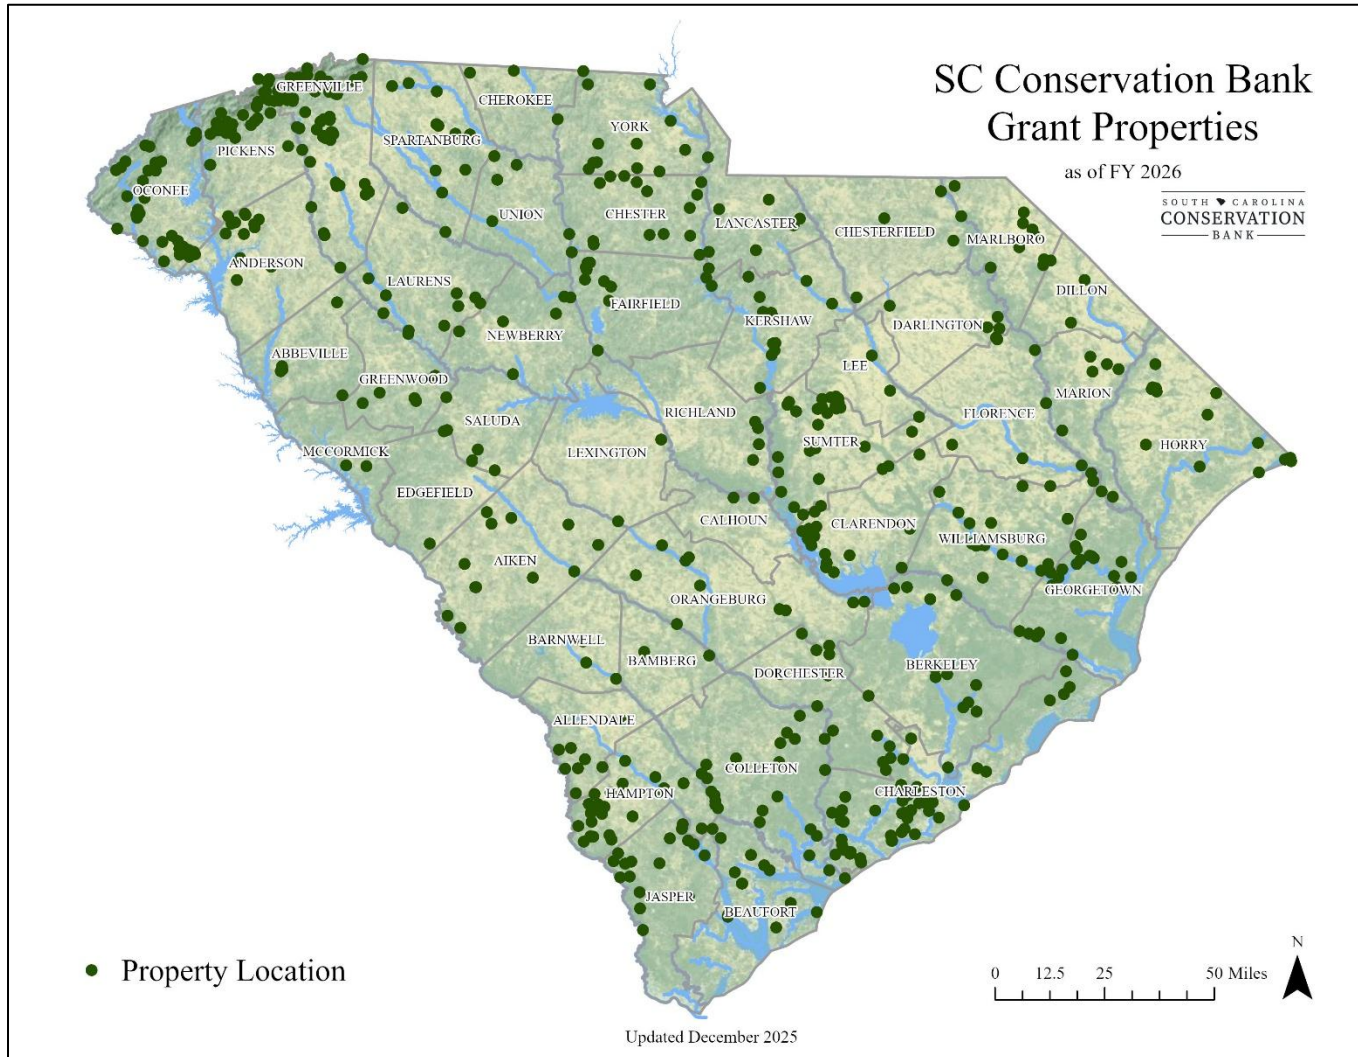 SC Conservation Bank
Grant Properties
as of FY 2026
SOUTH CAROLINA
CONSERVATION
BANK
GREENVILLE
CHEROKEE
YORK
SPARTANBURG
PICKENS
OCONEE
UNION
CHESTER
LANCASTER
CHESTERFIELD
MARLBORO
ANDERSON
LAURENS
DILLON
FAIRFIELD
KERSHAW
DARLINGTON
NEWBERRY
ABBEVILLE
LEE
GREENWOOD
MARION
RICHLAND
FLORENCE
SALUDA
SUMTER
HORRY
MCCORMICK
LEXINGTON
EDGEFIELD
CALHOUN
CLARENDON
WILLIAMSBURG
AIKEN
GEORGETOWN
ORANGEBURG
BARNWELL
BAMBERG
BERKELEY
DORCHESTER
ALLENDALE
COLLETON
HAMPTON
CHARLESTON
JASPER
BEAUFORT
Property Location
N
0 12.5 25 50 Miles
Updated December 2025